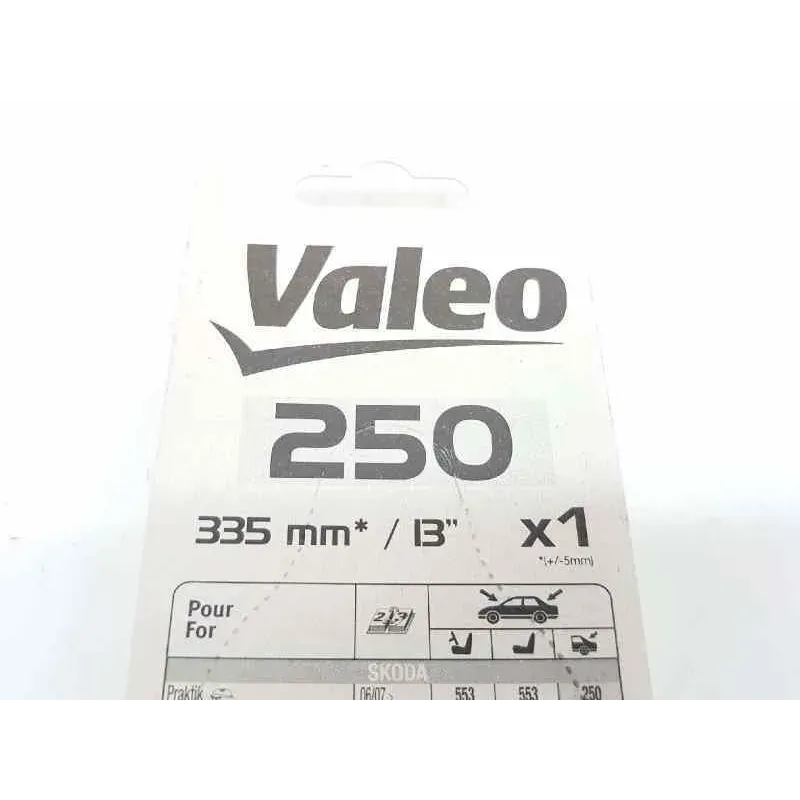 Valeo
250
335 mm* / 13" x1
*(+/-5mm)
Pour
For
SKODA
Praktik 06/07 > 553 553 250